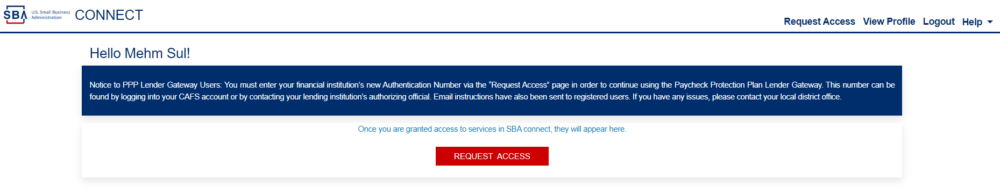 SBA U.S. Small Business Administration CONNECT
Request Access View Profile Logout Help
Hello Mehm Sul!
Notice to PPP Lender Gateway Users: You must enter your financial institution’s new Authentication Number via the “Request Access” page in order to continue using the Paycheck Protection Plan Lender Gateway. This number can be
found by logging into your CAFS account or by contacting your lending institution’s authorizing official. Email instructions have also been sent to registered users. If you have any issues, please contact your local district office.
Once you are granted access to services in SBA connect, they will appear here.
REQUEST ACCESS